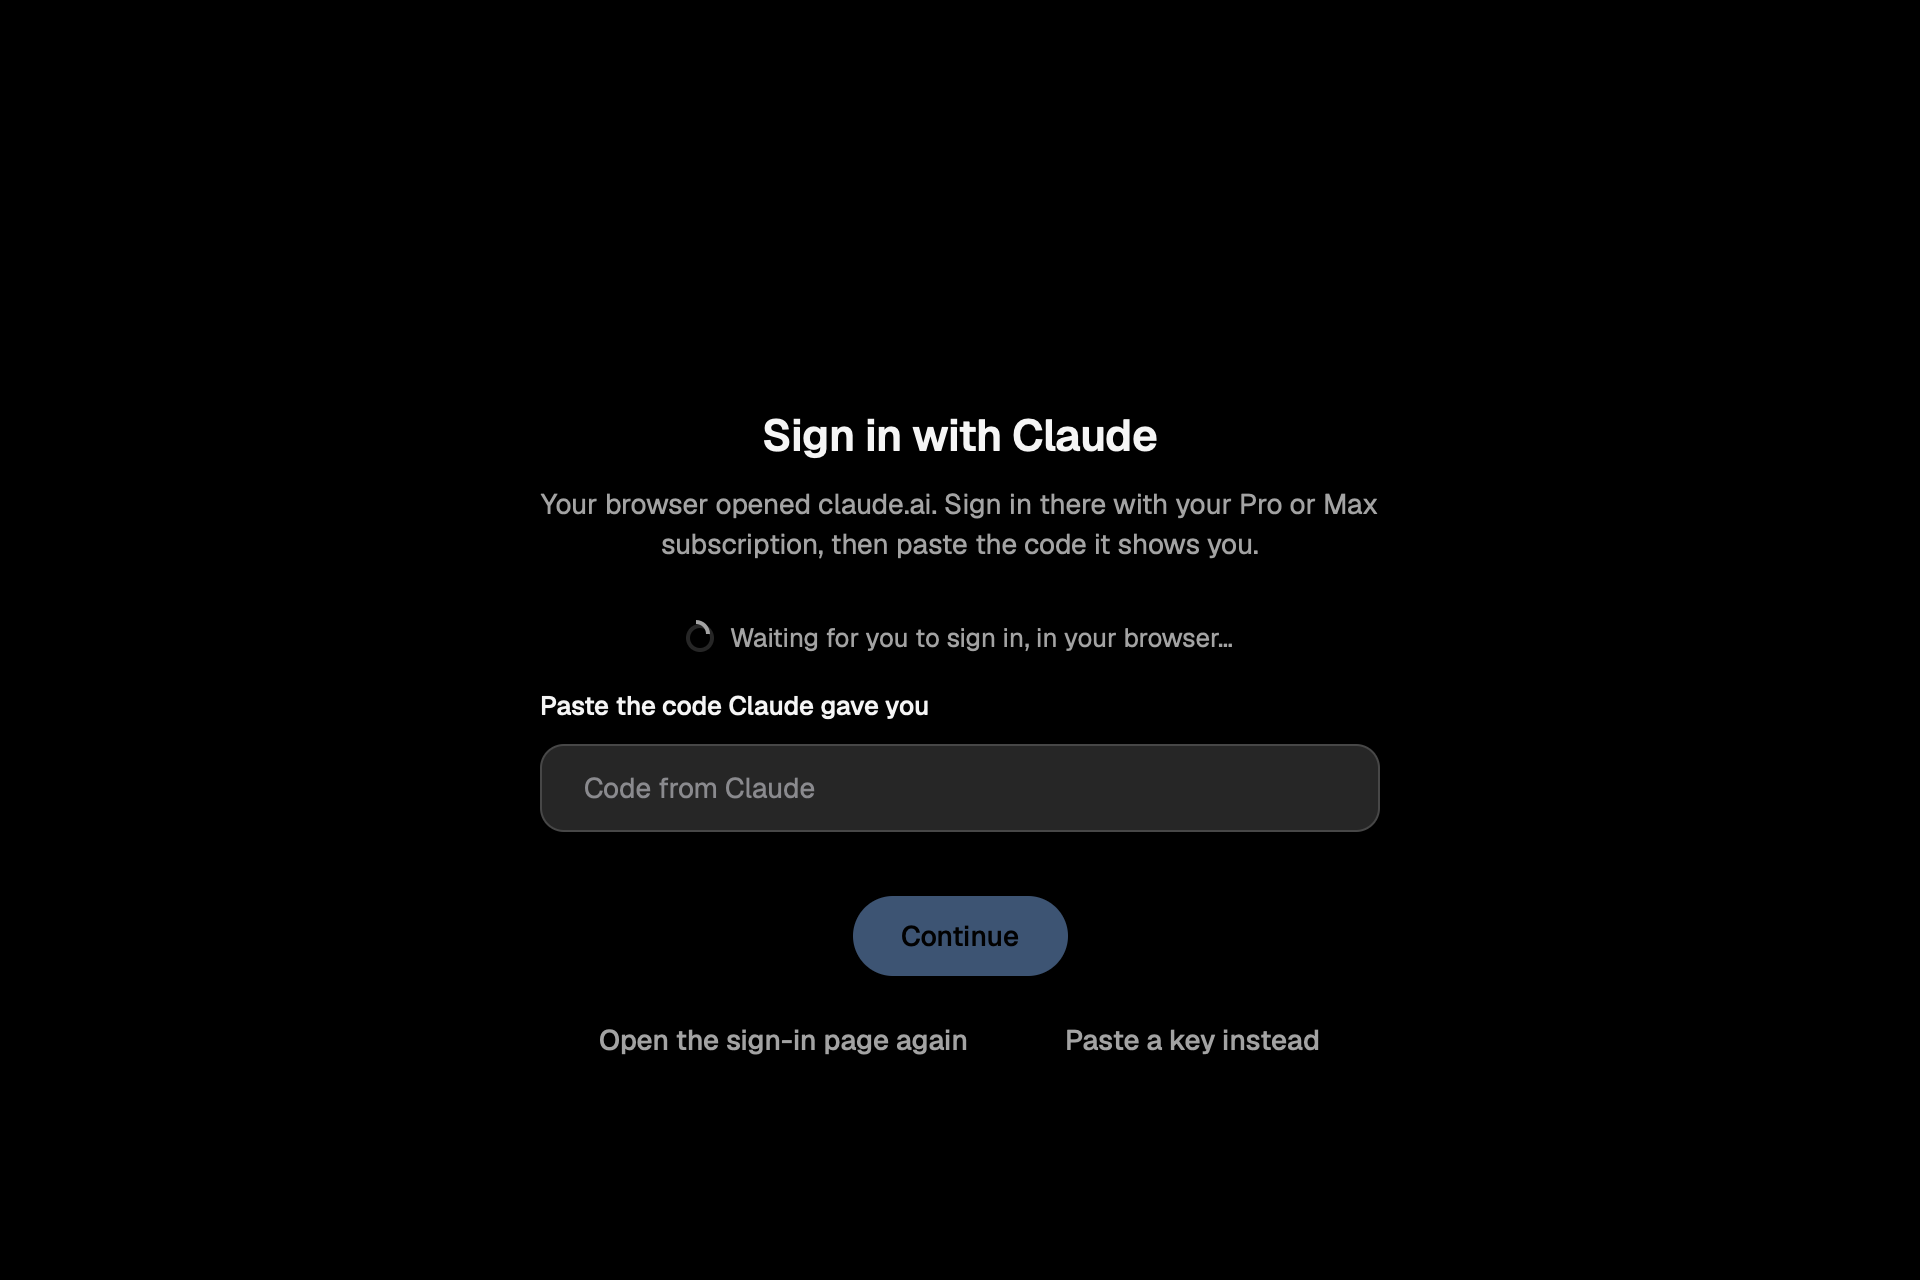 Sign in with Claude
Your browser opened claude.ai. Sign in there with your Pro or Max
subscription, then paste the code it shows you.
Waiting for you to sign in, in your browser...
Paste the code Claude gave you
Code from Claude
Continue
Open the sign-in page again
Paste a key instead